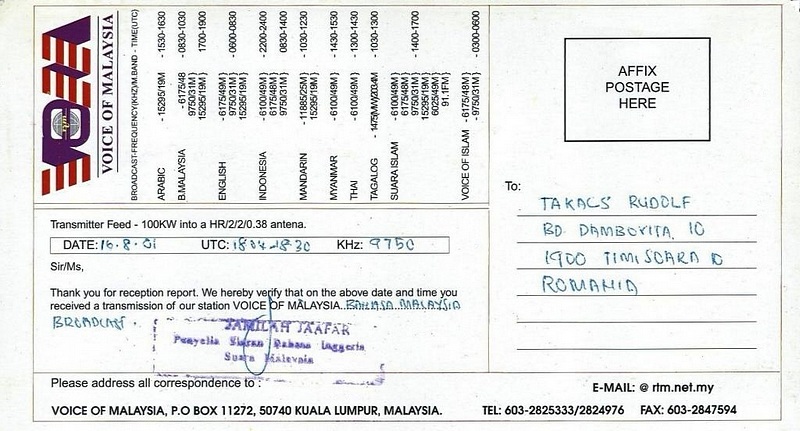 VOICE OF MALAYSIA
BROADCAST-FREQUENCY(KHZ)/M.BAND - TIME(UTC)
ARABIC - 15295/19M - 1530-1630
B.MALAYSIA - 6175/48 - 0830-1030
9750/31M} 1700-1900
15295/19M}
ENGLISH - 6175/49M} - 0600-0830
9750/31M}
15295/19M}
INDONESIA - 6100/49M} - 2200-2400
6175/48M} 0800-1400
9750/31M}
MANDARIN - 11885/25M} - 1030-1230
15295/19M}
MYANMAR - 6100/49M} - 1430-1530
THAI - 6100/49M} - 1300-1430
TAGALOG - 1030-1300
SUARA ISLAM - 6100/49M} - 1400-1700
6175/48M}
9750/31M}
15295/19M}
6025/49M}
91.1FM}
VOICE OF ISLAM - 6175/48M} - 0300-0600
- 9750/31M}
AFFIX
POSTAGE
HERE
Transmitter Feed - 100KW into a HR/2/2/0.38 antena.
DATE: 16.8.01 UTC: 1804-1830 KHz: 9750
Sir/Ms,
Thank you for reception report. We hereby verify that on the above date and time you
received a transmission of our station VOICE OF MALAYSIA. BAHASA MALAYSIA
BROADCAST.
JAMILAH JAAFAR
Penyelia Siaran Bahasa Inggeris
Suara Malaysia
To:
TAKACS RUDOLF
BD DAMBOVITA 10
1900 TIMISOARA 10
ROMANIA
Please address all correspondence to :
VOICE OF MALAYSIA, P.O BOX 11272, 50740 KUALA LUMPUR, MALAYSIA.
E-MAIL: @ rtm.net.my
TEL: 603-2825333/2824976 FAX: 603-2847594